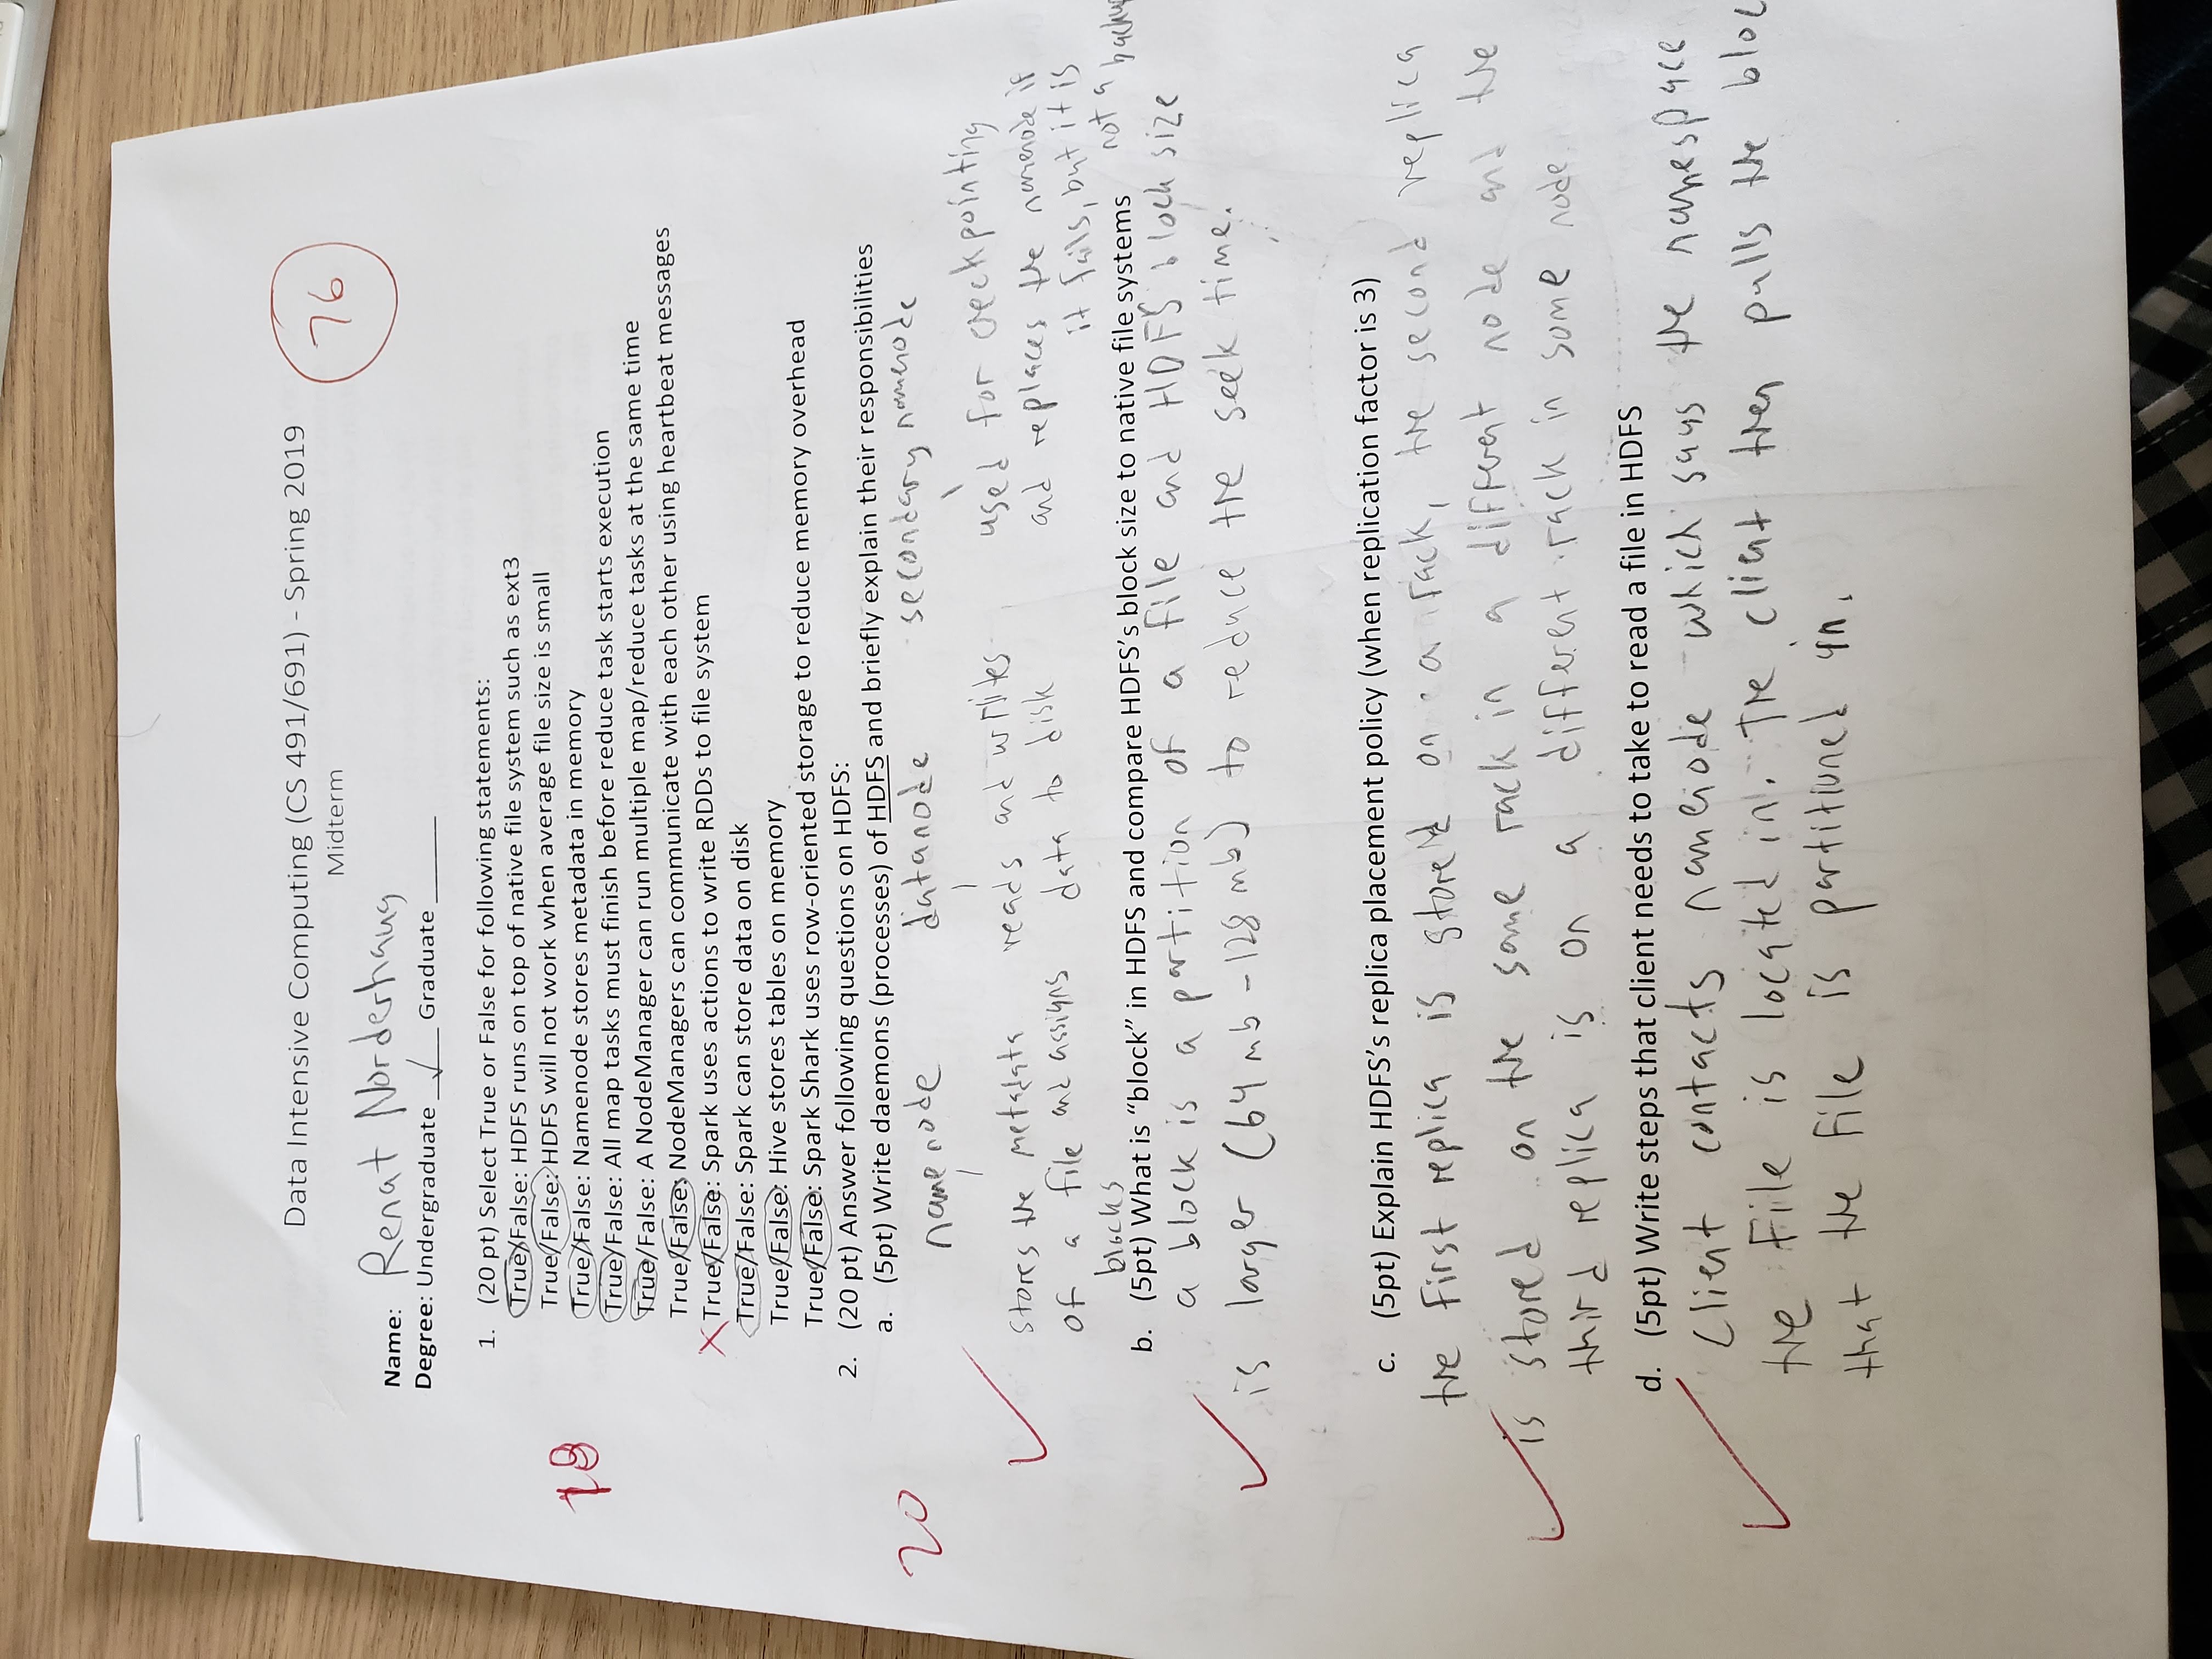 Data Intensive Computing (CS 491/691) - Spring 2019
76
Midterm
Name: Renat Norderhaug
Degree: Undergraduate ✓ Graduate ______
1. (20 pt) Select True or False for following statements:
True/False: HDFS runs on top of native file system such as ext3
True/False: HDFS will not work when average file size is small
18
True/False: Namenode stores metadata in memory
True/False: All map tasks must finish before reduce task starts execution
True/False: A NodeManager can run multiple map/reduce tasks at the same time
True/False: NodeManagers can communicate with each other using heartbeat messages
X True/False: Spark uses actions to write RDDs to file system
True/False: Spark can store data on disk
True/False: Hive stores tables on memory
True/False: Spark Shark uses row-oriented storage to reduce memory overhead
2. (20 pt) Answer following questions on HDFS:
a. (5pt) Write daemons (processes) of HDFS and briefly explain their responsibilities
20
namenode datanode secondary namenode
stores the metadata reads and writes used for checkpointing
of a file and assigns data to disk and replaces the namenode if
blocks it fails, but it is
not a backup
b. (5pt) What is “block” in HDFS and compare HDFS’s block size to native file systems
a block is a partition of a file and HDFS block size
is larger (64 mb - 128 mb) to reduce the seek time.
c. (5pt) Explain HDFS’s replica placement policy (when replication factor is 3)
the first replica is stored on a rack, the second replica
is stored on the same rack in a different node and the
third replica is on a different rack in some node
d. (5pt) Write steps that client needs to take to read a file in HDFS
Client contacts namenode which says the namespace
the file is located in. The client then pulls the bloc
that the file is partitioned in.